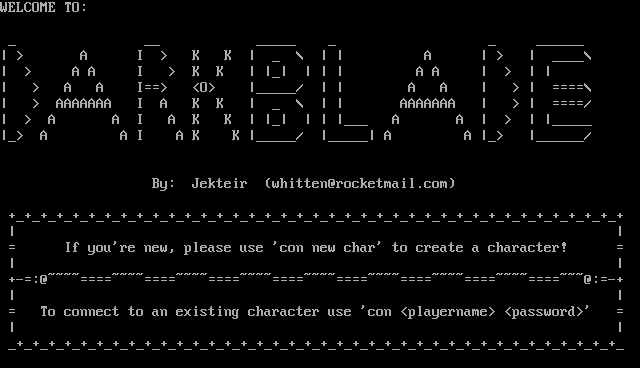 WELCOME TO:
DARKBLADE
By: Jekteir (whitten@rocketmail.com)
If you're new, please use 'con new char' to create a character!
To connect to an existing character use 'con <playername> <password>'